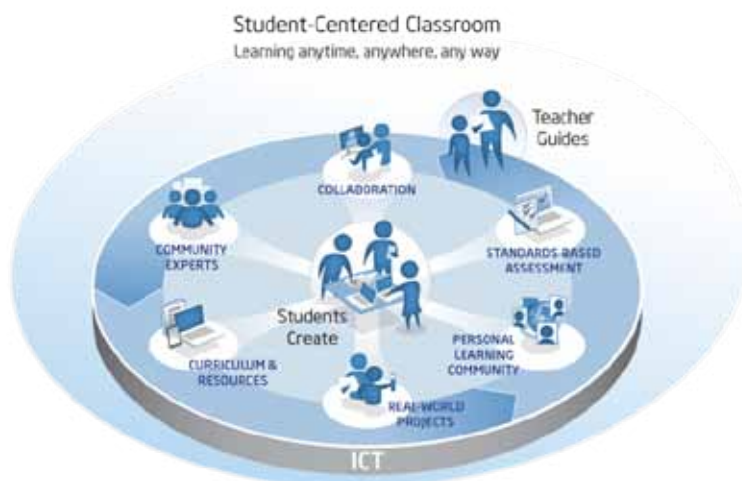 Student-Centered Classroom
Learning anytime, anywhere, any way
Teacher
Guides
COLLABORATION
COMMUNITY
EXPERTS
STANDARDS-BASED
ASSESSMENT
Students
Create
CURRICULUM &
RESOURCES
PERSONAL
LEARNING
COMMUNITY
REAL-WORLD
PROJECTS
ICT